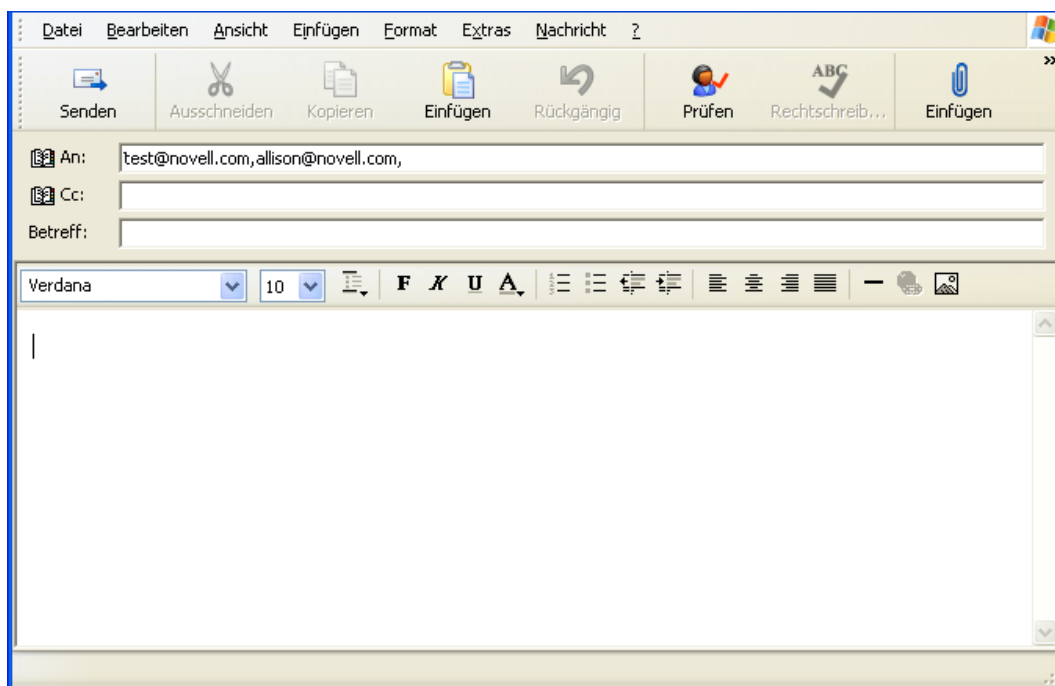 Datei Bearbeiten Ansicht Einfügen Format Extras Nachricht ?
ABC
Senden Ausschneiden Kopieren Einfügen Rückgängig Prüfen Rechtschreib... Einfügen
An: test@novell.com,allison@novell.com,
Cc:
Betreff:
Verdana 10 F K U A